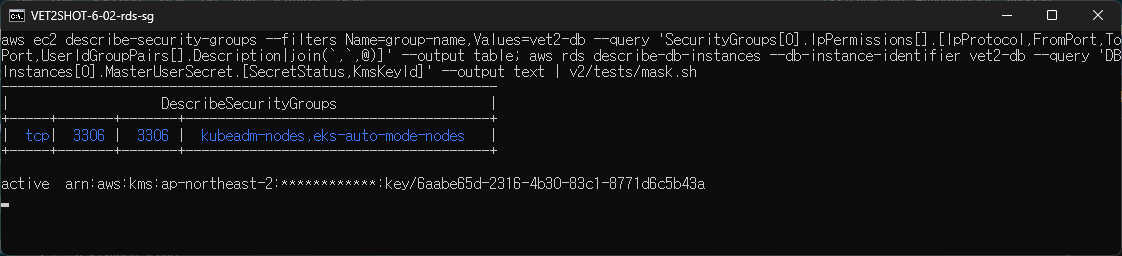 VET2SHOT-6-02-rds-sg
aws ec2 describe-security-groups --filters Name=group-name,Values=vet2-db --query 'SecurityGroups[0].IpPermissions[].[IpProtocol,FromPort,To
Port,UserIdGroupPairs[].Description|join(`,`,@)]' --output table; aws rds describe-db-instances --db-instance-identifier vet2-db --query 'DB
Instances[0].MasterUserSecret.[SecretStatus,KmsKeyId]' --output text | v2/tests/mask.sh
--------------------------------------------------------------
|                   DescribeSecurityGroups                   |
+-----+-------+-------+--------------------------------------+
|  tcp|  3306 |  3306 |  kubeadm-nodes,eks-auto-mode-nodes   |
+-----+-------+-------+--------------------------------------+
active  arn:aws:kms:ap-northeast-2:************:key/6aabe65d-2316-4b30-83c1-8771d6c5b43a